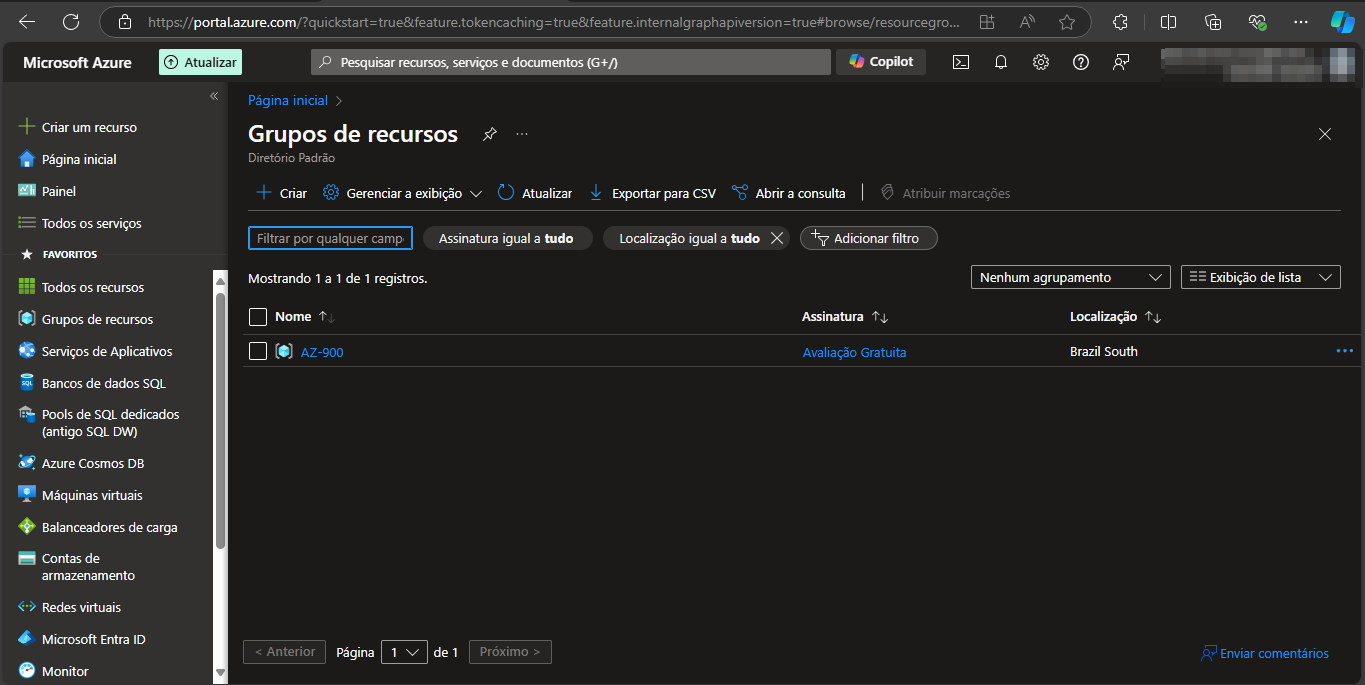 https://portal.azure.com/?quickstart=true&feature.tokencaching=true&feature.internalgraphapiversion=true#browse/resourcegro...
Microsoft Azure
Atualizar
Pesquisar recursos, serviços e documentos (G+/)
Copilot
Criar um recurso
Página inicial
Painel
Todos os serviços
FAVORITOS
Todos os recursos
Grupos de recursos
Serviços de Aplicativos
Bancos de dados SQL
Pools de SQL dedicados
(antigo SQL DW)
Azure Cosmos DB
Máquinas virtuais
Balanceadores de carga
Contas de
armazenamento
Redes virtuais
Microsoft Entra ID
Monitor
Página inicial >
Grupos de recursos
Diretório Padrão
Criar Gerenciar a exibição Atualizar Exportar para CSV Abrir a consulta Atribuir marcações
Filtrar por qualquer campo Assinatura igual a tudo Localização igual a tudo Adicionar filtro
Mostrando 1 a 1 de 1 registros.
Nenhum agrupamento Exibição de lista
Nome Assinatura Localização
AZ-900 Avaliação Gratuita Brazil South
< Anterior Página 1 de 1 Próximo >
Enviar comentários